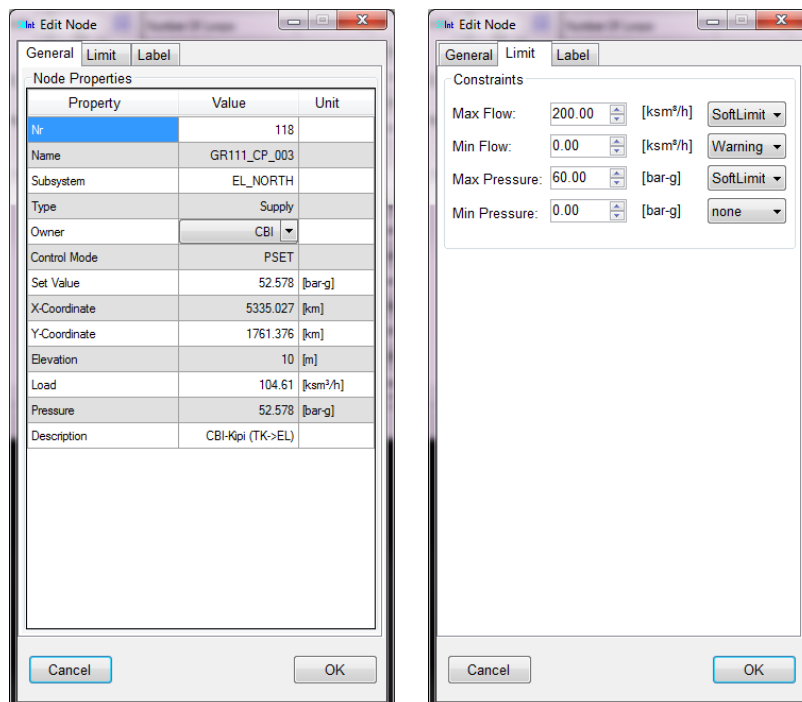 Int Edit Node
General Limit Label
Node Properties
Property Value Unit
Nr 118
Name GR111_CP_003
Subsystem EL_NORTH
Type Supply
Owner CBI
Control Mode PSET
Set Value 52.578 [bar-g]
X-Coordinate 5335.027 [km]
Y-Coordinate 1761.376 [km]
Elevation 10 [m]
Load 104.61 [ksm³/h]
Pressure 52.578 [bar-g]
Description CBI-Kipi (TK->EL)
Cancel OK
Int Edit Node
General Limit Label
Constraints
Max Flow: 200.00 [ksm³/h] SoftLimit
Min Flow: 0.00 [ksm³/h] Warning
Max Pressure: 60.00 [bar-g] SoftLimit
Min Pressure: 0.00 [bar-g] none
Cancel OK